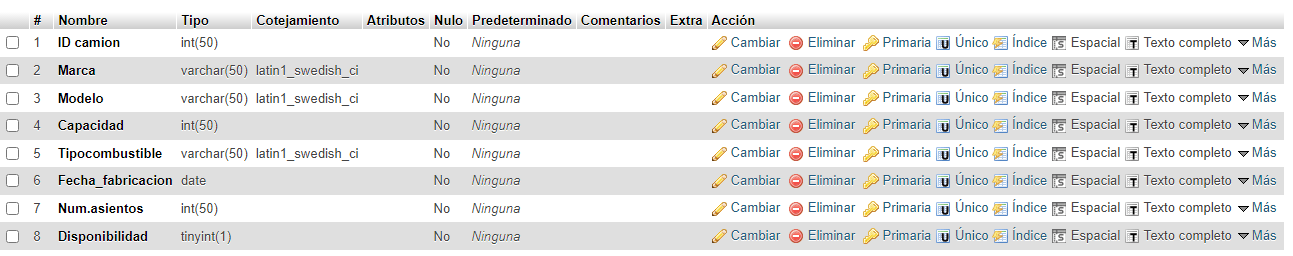 # Nombre Tipo Cotejamiento Atributos Nulo Predeterminado Comentarios Extra Acción
1 ID camion int(50) No Ninguna Cambiar Eliminar Primaria Único Índice Espacial Texto completo Más
2 Marca varchar(50) latin1_swedish_ci No Ninguna Cambiar Eliminar Primaria Único Índice Espacial Texto completo Más
3 Modelo varchar(50) latin1_swedish_ci No Ninguna Cambiar Eliminar Primaria Único Índice Espacial Texto completo Más
4 Capacidad int(50) No Ninguna Cambiar Eliminar Primaria Único Índice Espacial Texto completo Más
5 Tipocombustible varchar(50) latin1_swedish_ci No Ninguna Cambiar Eliminar Primaria Único Índice Espacial Texto completo Más
6 Fecha_fabricacion date No Ninguna Cambiar Eliminar Primaria Único Índice Espacial Texto completo Más
7 Num.asientos int(50) No Ninguna Cambiar Eliminar Primaria Único Índice Espacial Texto completo Más
8 Disponibilidad tinyint(1) No Ninguna Cambiar Eliminar Primaria Único Índice Espacial Texto completo Más